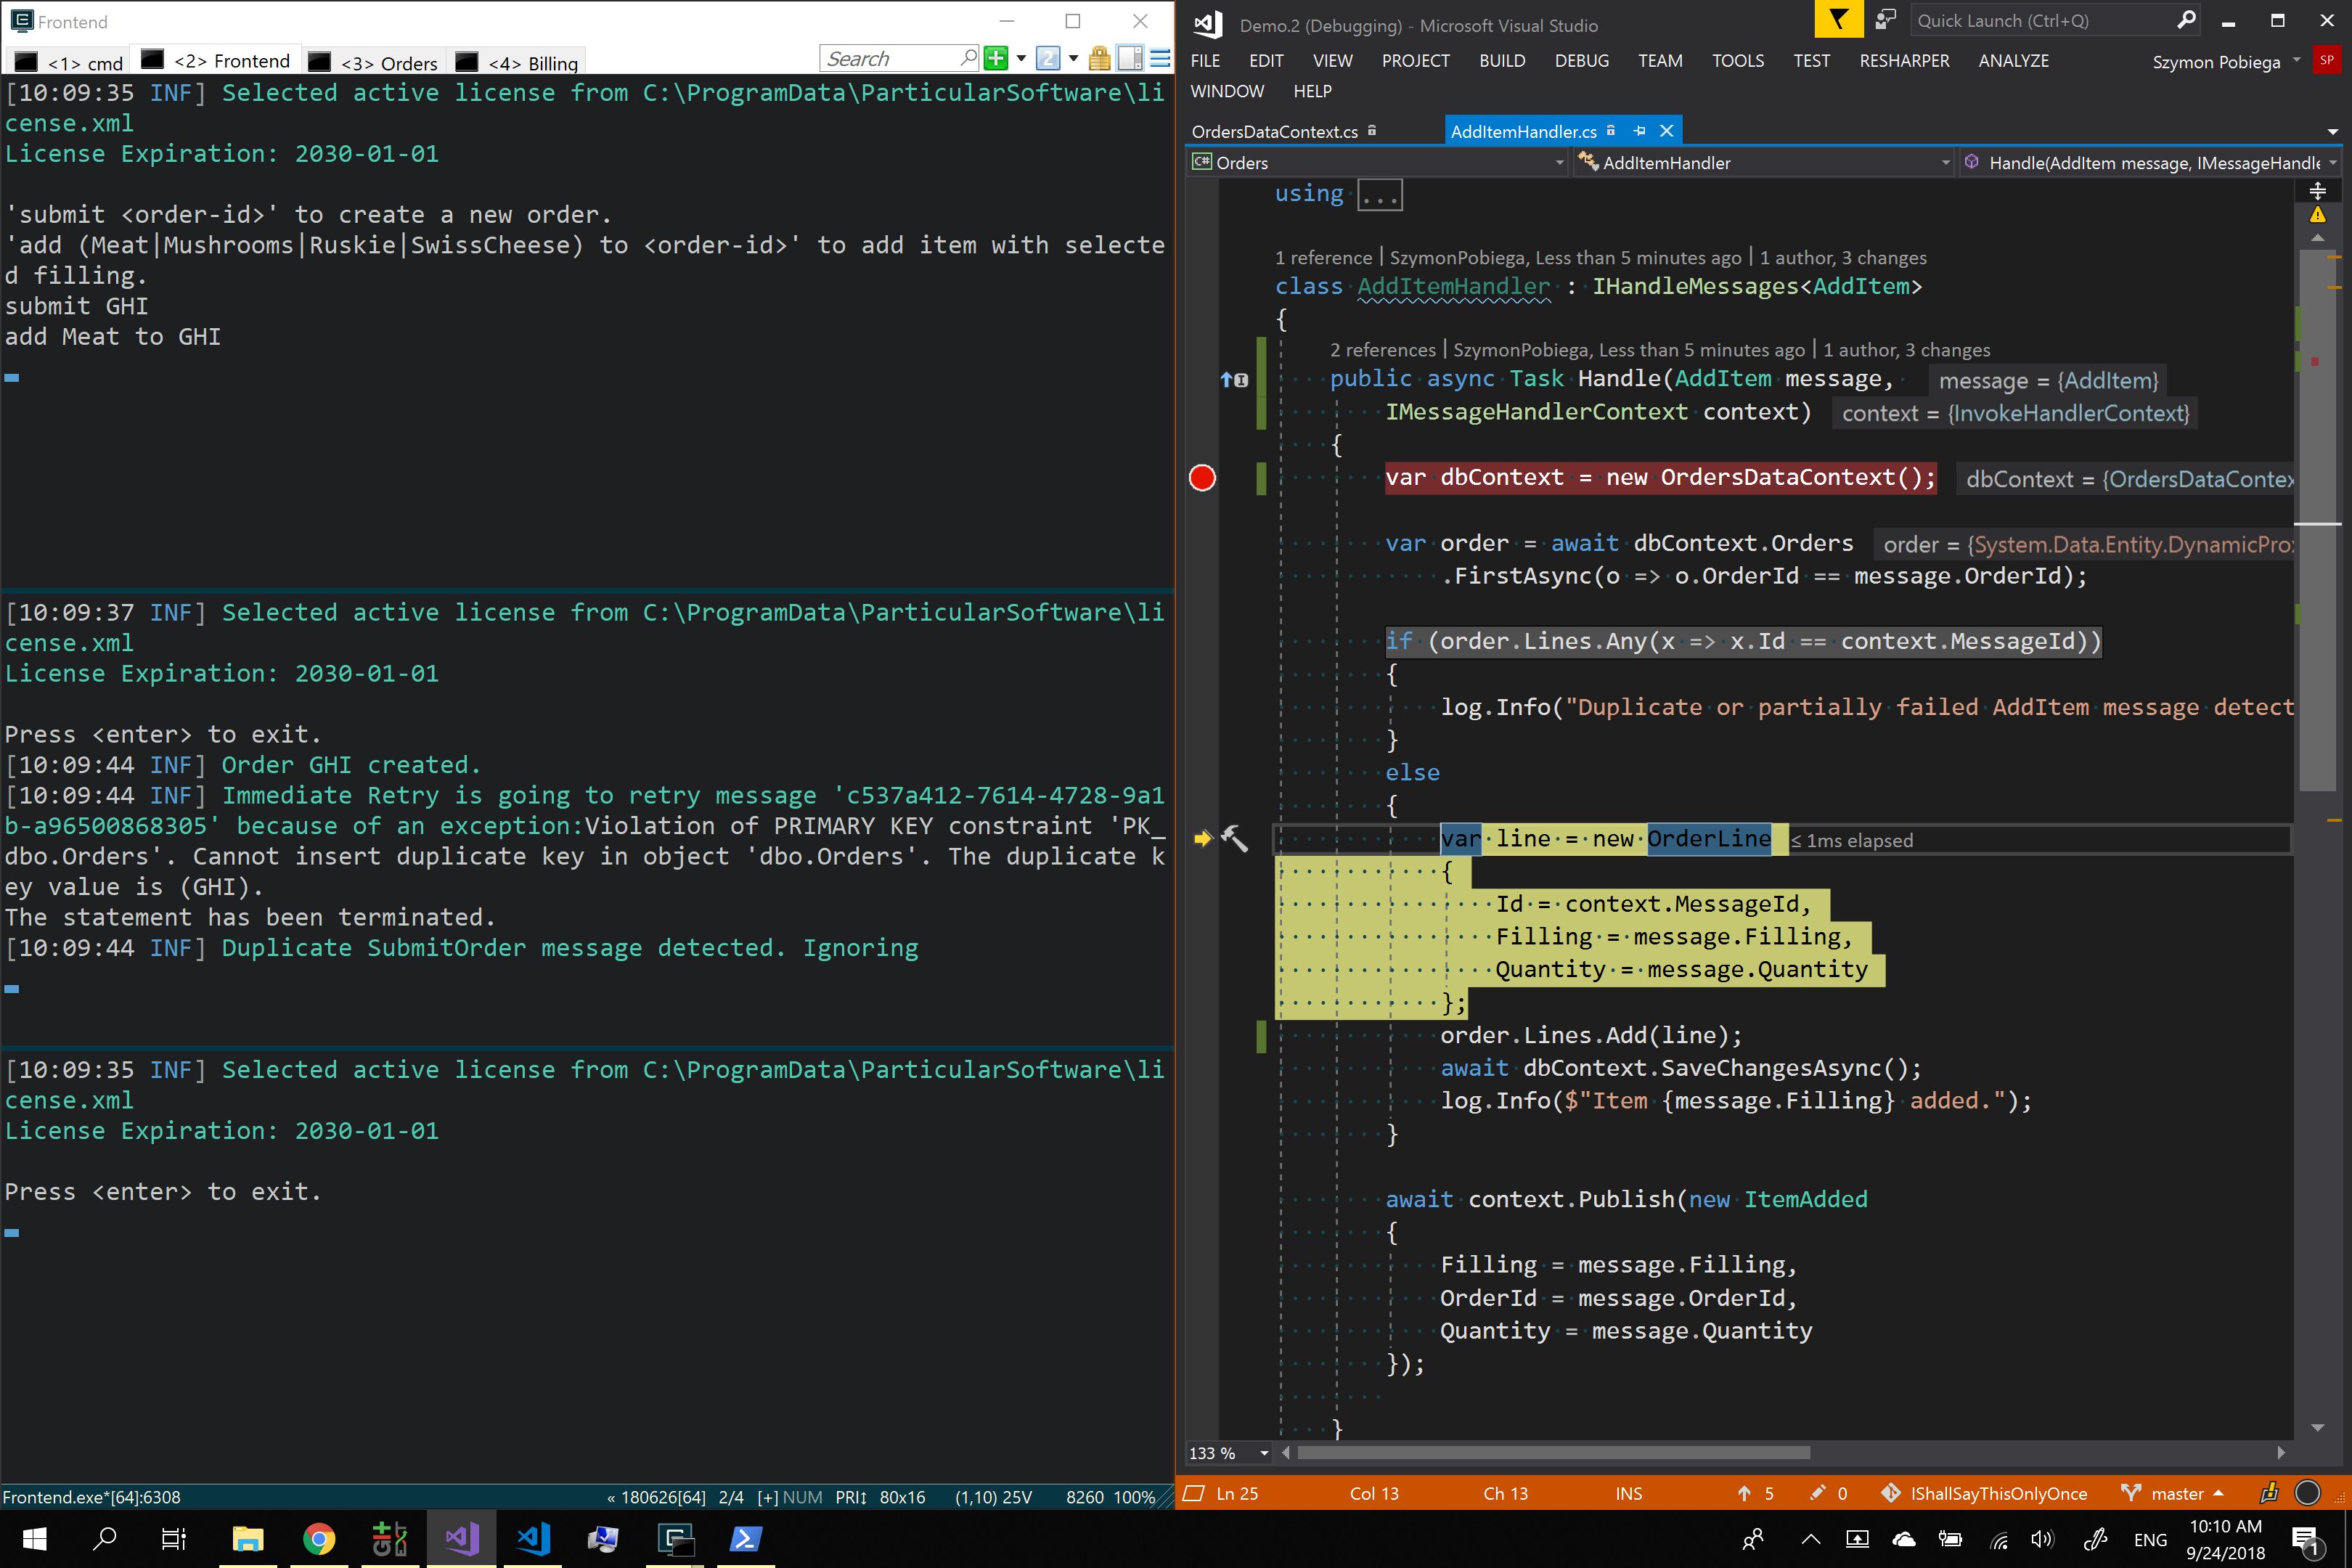 Frontend
<1> cmd
<2> Frontend
<3> Orders
<4> Billing
Search
2
[10:09:35 INF] Selected active license from C:\ProgramData\ParticularSoftware\li
cense.xml
License Expiration: 2030-01-01
'submit <order-id>' to create a new order.
'add (Meat|Mushrooms|Ruskie|SwissCheese) to <order-id>' to add item with selecte
d filling.
submit GHI
add Meat to GHI
[10:09:37 INF] Selected active license from C:\ProgramData\ParticularSoftware\li
cense.xml
License Expiration: 2030-01-01
Press <enter> to exit.
[10:09:44 INF] Order GHI created.
[10:09:44 INF] Immediate Retry is going to retry message 'c537a412-7614-4728-9a1
b-a96500868305' because of an exception:Violation of PRIMARY KEY constraint 'PK_
dbo.Orders'. Cannot insert duplicate key in object 'dbo.Orders'. The duplicate k
ey value is (GHI).
The statement has been terminated.
[10:09:44 INF] Duplicate SubmitOrder message detected. Ignoring
[10:09:35 INF] Selected active license from C:\ProgramData\ParticularSoftware\li
cense.xml
License Expiration: 2030-01-01
Press <enter> to exit.
Frontend.exe*[64]:6308
« 180626[64] 2/4 [+] NUM PRI↕ 80x16 (1,10) 25V 8260 100%
Demo.2 (Debugging) - Microsoft Visual Studio
Quick Launch (Ctrl+Q)
FILE EDIT VIEW PROJECT BUILD DEBUG TEAM TOOLS TEST RESHARPER ANALYZE
Szymon Pobiega SP
WINDOW HELP
OrdersDataContext.cs
AddItemHandler.cs
C# Orders
AddItemHandler
Handle(AddItem message, IMessageHandle
using ...
1 reference | SzymonPobiega, Less than 5 minutes ago | 1 author, 3 changes
class AddItemHandler : IHandleMessages<AddItem>
{
2 references | SzymonPobiega, Less than 5 minutes ago | 1 author, 3 changes
public async Task Handle(AddItem message, message = {AddItem}
IMessageHandlerContext context) context = {InvokeHandlerContext}
{
var dbContext = new OrdersDataContext(); dbContext = {OrdersDataContex
var order = await dbContext.Orders order = {System.Data.Entity.DynamicPro
.FirstAsync(o => o.OrderId == message.OrderId);
if (order.Lines.Any(x => x.Id == context.MessageId))
{
log.Info("Duplicate or partially failed AddItem message detect
}
else
{
var line = new OrderLine ≤ 1ms elapsed
{
Id = context.MessageId,
Filling = message.Filling,
Quantity = message.Quantity
};
order.Lines.Add(line);
await dbContext.SaveChangesAsync();
log.Info($"Item {message.Filling} added.");
}
await context.Publish(new ItemAdded
{
Filling = message.Filling,
OrderId = message.OrderId,
Quantity = message.Quantity
});
}
133 %
Ln 25 Col 13 Ch 13 INS 5 0 IShallSayThisOnlyOnce master
ENG
10:10 AM
9/24/2018
1